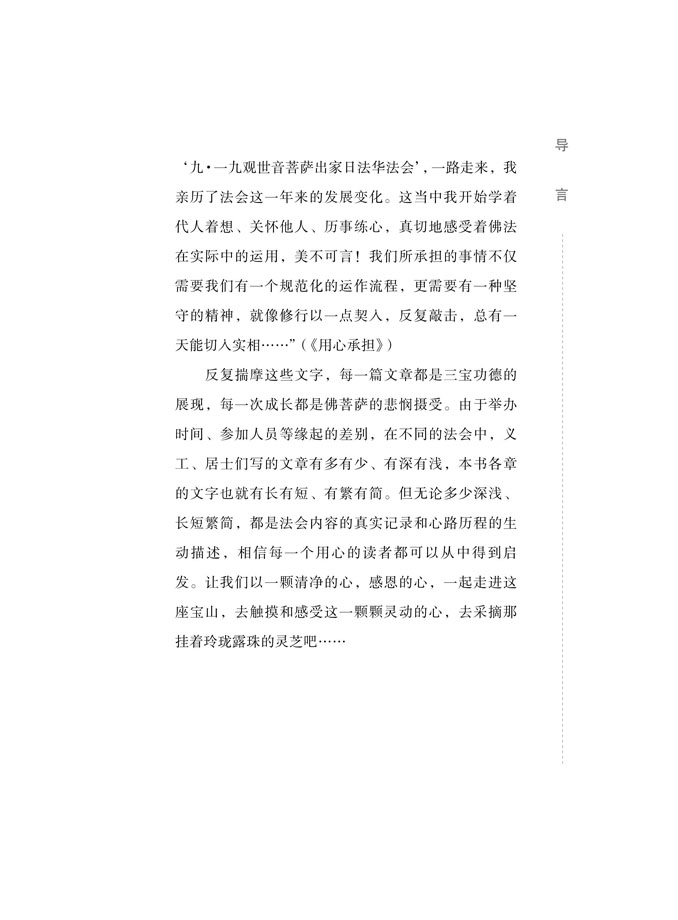 导言
‘九·一九观世音菩萨出家日法华法会’，一路走来，我
亲历了法会这一年来的发展变化。这当中我开始学着
代人着想、关怀他人、历事练心，真切地感受着佛法
在实际中的运用，美不可言！我们所承担的事情不仅
需要我们有一个规范化的运作流程，更需要有一种坚
守的精神，就像修行以一点契入，反复敲击，总有一
天能切入实相……”（《用心承担》）
反复揣摩这些文字，每一篇文章都是三宝功德的
展现，每一次成长都是佛菩萨的悲悯摄受。由于举办
时间、参加人员等缘起的差别，在不同的法会中，义
工、居士们写的文章有多有少、有深有浅，本书各章
的文字也就有长有短、有繁有简。但无论多少深浅、
长短繁简，都是法会内容的真实记录和心路历程的生
动描述，相信每一个用心的读者都可以从中得到启
发。让我们以一颗清净的心，感恩的心，一起走进这
座宝山，去触摸和感受这一颗颗灵动的心，去采摘那
挂着玲珑露珠的灵芝吧……